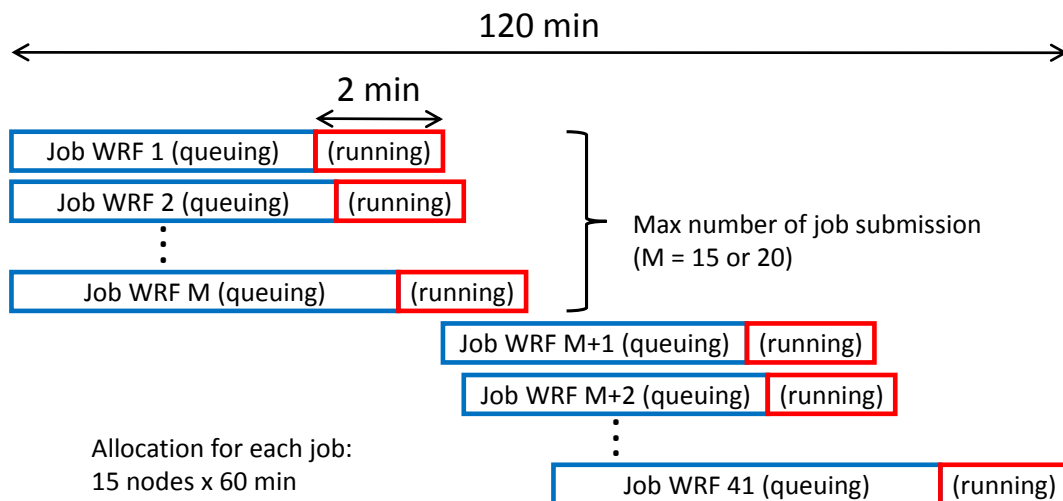 120 min
2 min
Job WRF 1 (queuing) (running)
Job WRF 2 (queuing) (running)
Job WRF M (queuing) (running)
Max number of job submission
(M = 15 or 20)
Job WRF M+1 (queuing) (running)
Job WRF M+2 (queuing) (running)
Allocation for each job:
15 nodes x 60 min
Job WRF 41 (queuing) (running)